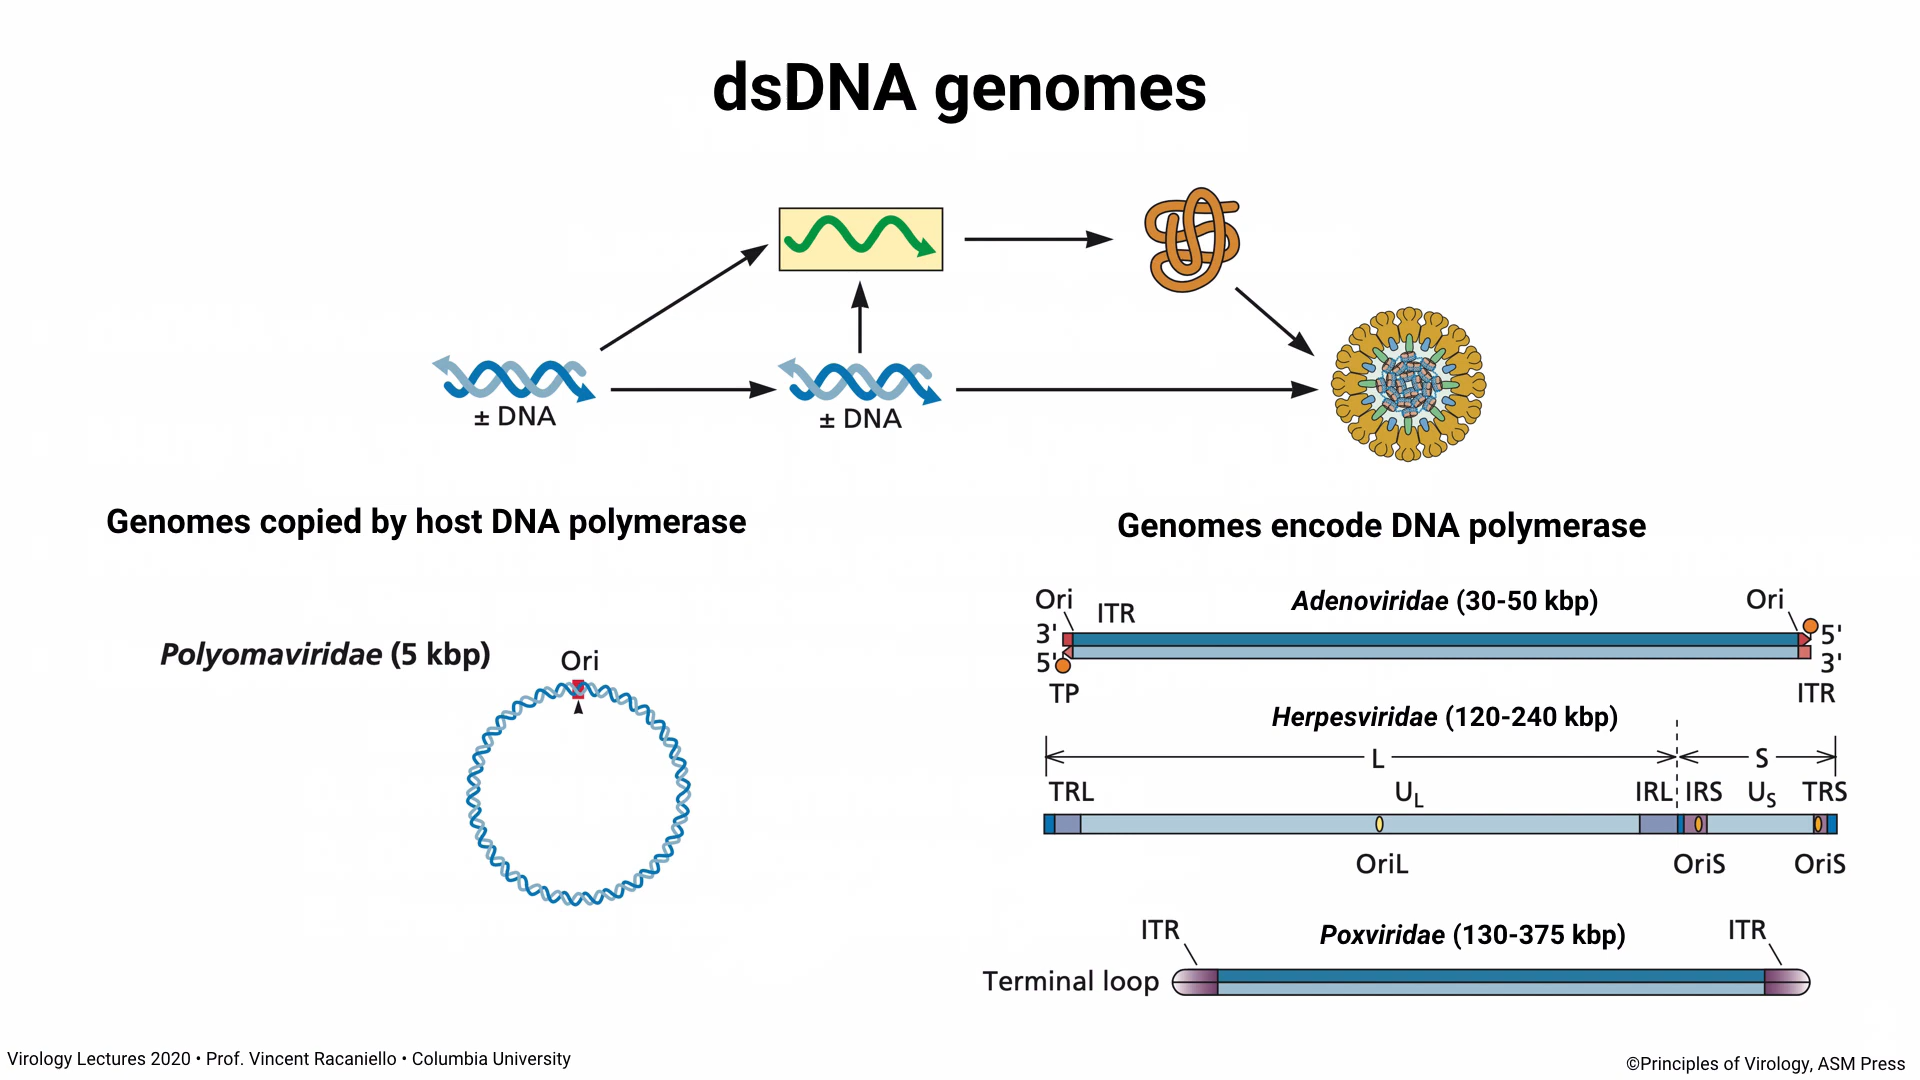 dsDNA genomes
± DNA
± DNA
Genomes copied by host DNA polymerase
Polyomaviridae (5 kbp)
Ori
Genomes encode DNA polymerase
Adenoviridae (30-50 kbp)
Ori
ITR
Ori
3'
5'
5'
3'
TP
ITR
Herpesviridae (120-240 kbp)
L
S
TRL
UL
IRL
IRS
US
TRS
OriL
OriS
OriS
ITR
Poxviridae (130-375 kbp)
ITR
Terminal loop
Virology Lectures 2020 • Prof. Vincent Racaniello • Columbia University
©Principles of Virology, ASM Press